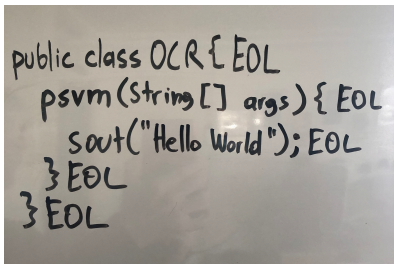 public class OCR{ EOL
psvm(String[] args){ EOL
sout("Hello World"); EOL
} EOL
} EOL